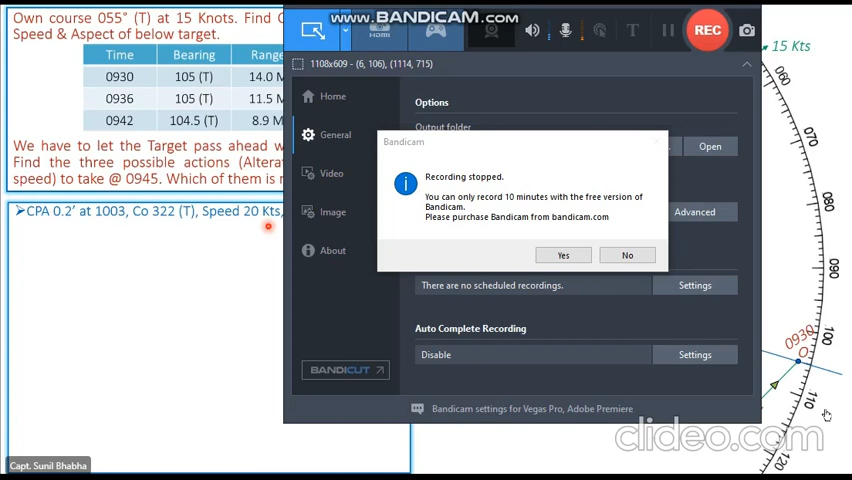 Own course 055° (T) at 15 Knots. Find C
Speed & Aspect of below target.
Time Bearing Range
0930 105 (T) 14.0 M
0936 105 (T) 11.5 M
0942 104.5 (T) 8.9 M
We have to let the Target pass ahead w
Find the three possible actions (Alterat
speed) to take @ 0945. Which of them is r
➢CPA 0.2' at 1003, Co 322 (T), Speed 20 Kts,
Capt. Sunil Bhabha
www.BANDICAM.com
HDMI
T
REC
1108x609 - (6, 106), (1114, 715)
Home
General
Video
Image
About
BANDICUT
Options
Output folder
Open
Advanced
Bandicam
Recording stopped.
You can only record 10 minutes with the free version of
Bandicam.
Please purchase Bandicam from bandicam.com
Yes No
There are no scheduled recordings. Settings
Auto Complete Recording
Disable Settings
Bandicam settings for Vegas Pro, Adobe Premiere
15 Kts
060
070
080
090
100
110
120
0930
O
clideo.com